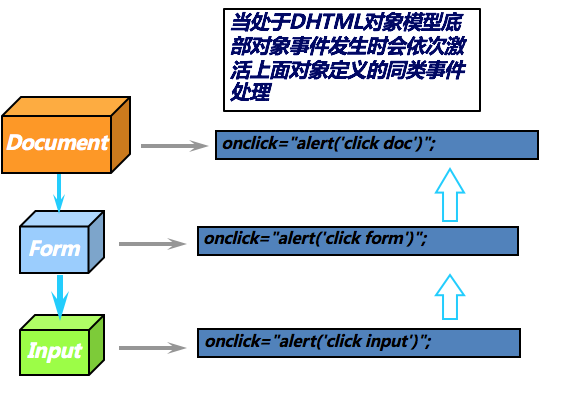 当处于DHTML对象模型底
部对象事件发生时会依次激
活上面对象定义的同类事件
处理
Document
onclick="alert('click doc')";
Form
onclick="alert('click form')";
Input
onclick="alert('click input')";